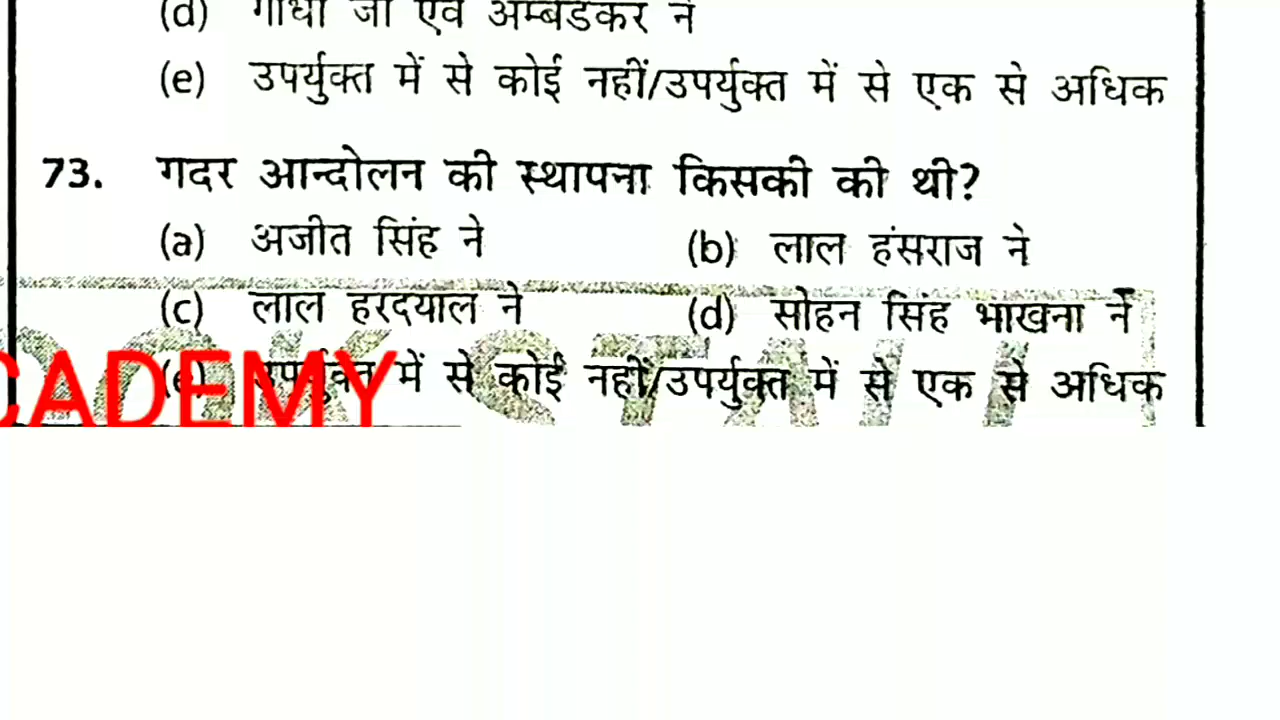 (d) गाँधी जी एवं अम्बेडकर ने
(e) उपर्युक्त में से कोई नहीं/उपर्युक्त में से एक से अधिक
73. गदर आन्दोलन की स्थापना किसकी की थी?
(a) अजीत सिंह ने (b) लाल हंसराज ने
(c) लाल हरदयाल ने (d) सोहन सिंह भाखना ने
(e) उपर्युक्त में से कोई नहीं/उपर्युक्त में से एक से अधिक
CADEMY